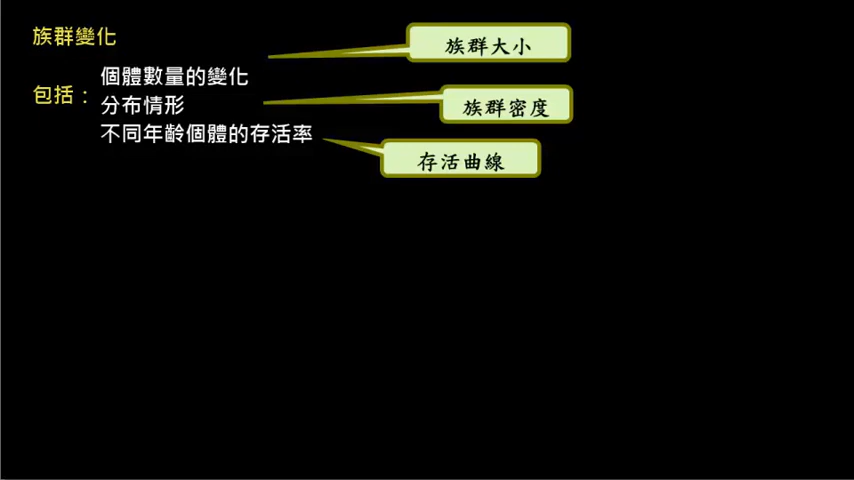 族群變化
族群大小
個體數量的變化
包括：
分布情形
族群密度
不同年齡個體的存活率
存活曲線